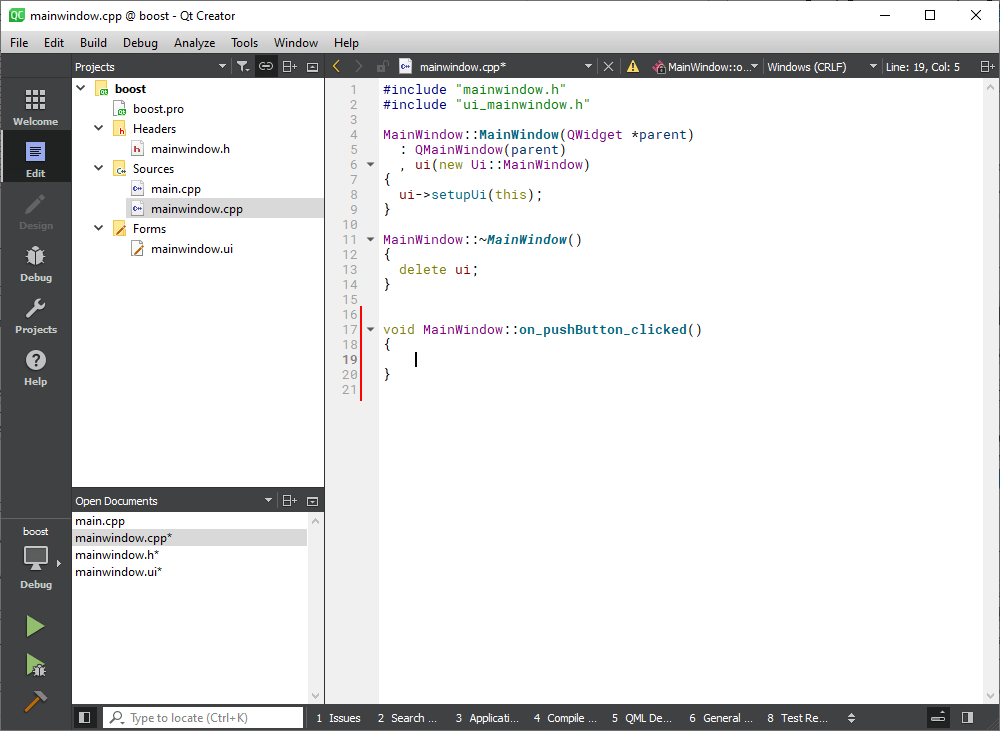 QC mainwindow.cpp @ boost - Qt Creator
File Edit Build Debug Analyze Tools Window Help
Projects
mainwindow.cpp*
MainWindow::o...
Windows (CRLF)
Line: 19, Col: 5
Welcome
Edit
Design
Debug
Projects
Help
boost
Debug
boost
boost.pro
Headers
mainwindow.h
Sources
main.cpp
mainwindow.cpp
Forms
mainwindow.ui
Open Documents
main.cpp
mainwindow.cpp*
mainwindow.h*
mainwindow.ui*
1 #include "mainwindow.h"
2 #include "ui_mainwindow.h"
3
4 MainWindow::MainWindow(QWidget *parent)
5   : QMainWindow(parent)
6   , ui(new Ui::MainWindow)
7 {
8   ui->setupUi(this);
9 }
10
11 MainWindow::~MainWindow()
12 {
13   delete ui;
14 }
15
16
17 void MainWindow::on_pushButton_clicked()
18 {
19
20 }
21
Type to locate (Ctrl+K)
1 Issues 2 Search ... 3 Applicati... 4 Compile ... 5 QML De... 6 General ... 8 Test Re...